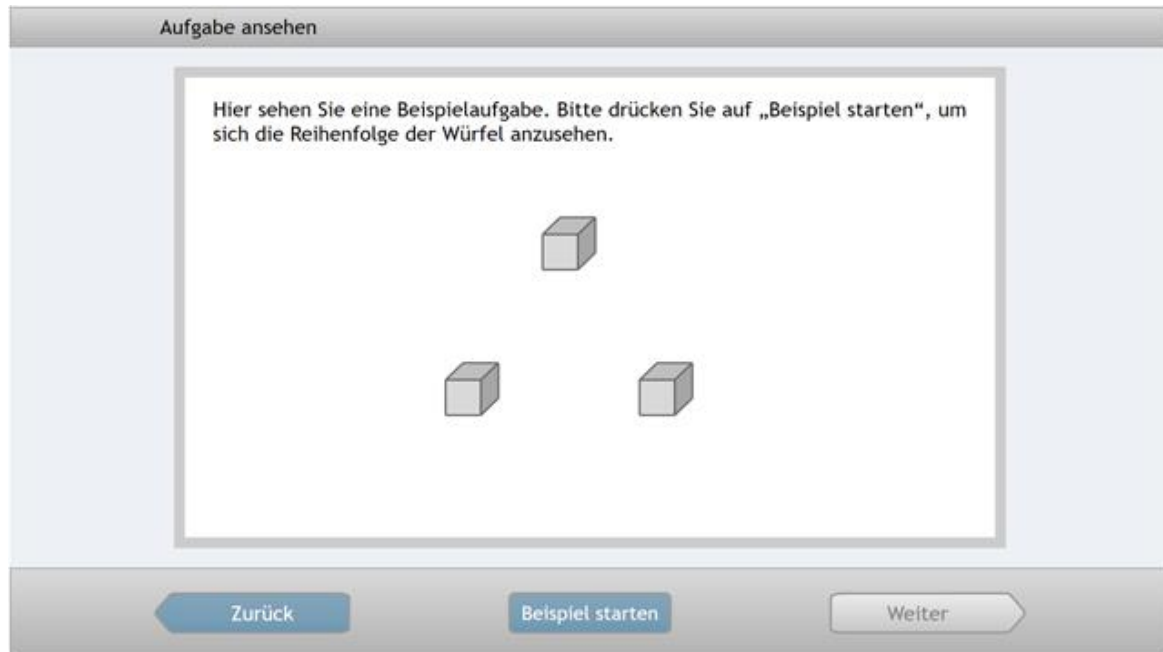 Aufgabe ansehen
Hier sehen Sie eine Beispielaufgabe. Bitte drücken Sie auf „Beispiel starten“, um
sich die Reihenfolge der Würfel anzusehen.
Zurück
Beispiel starten
Weiter